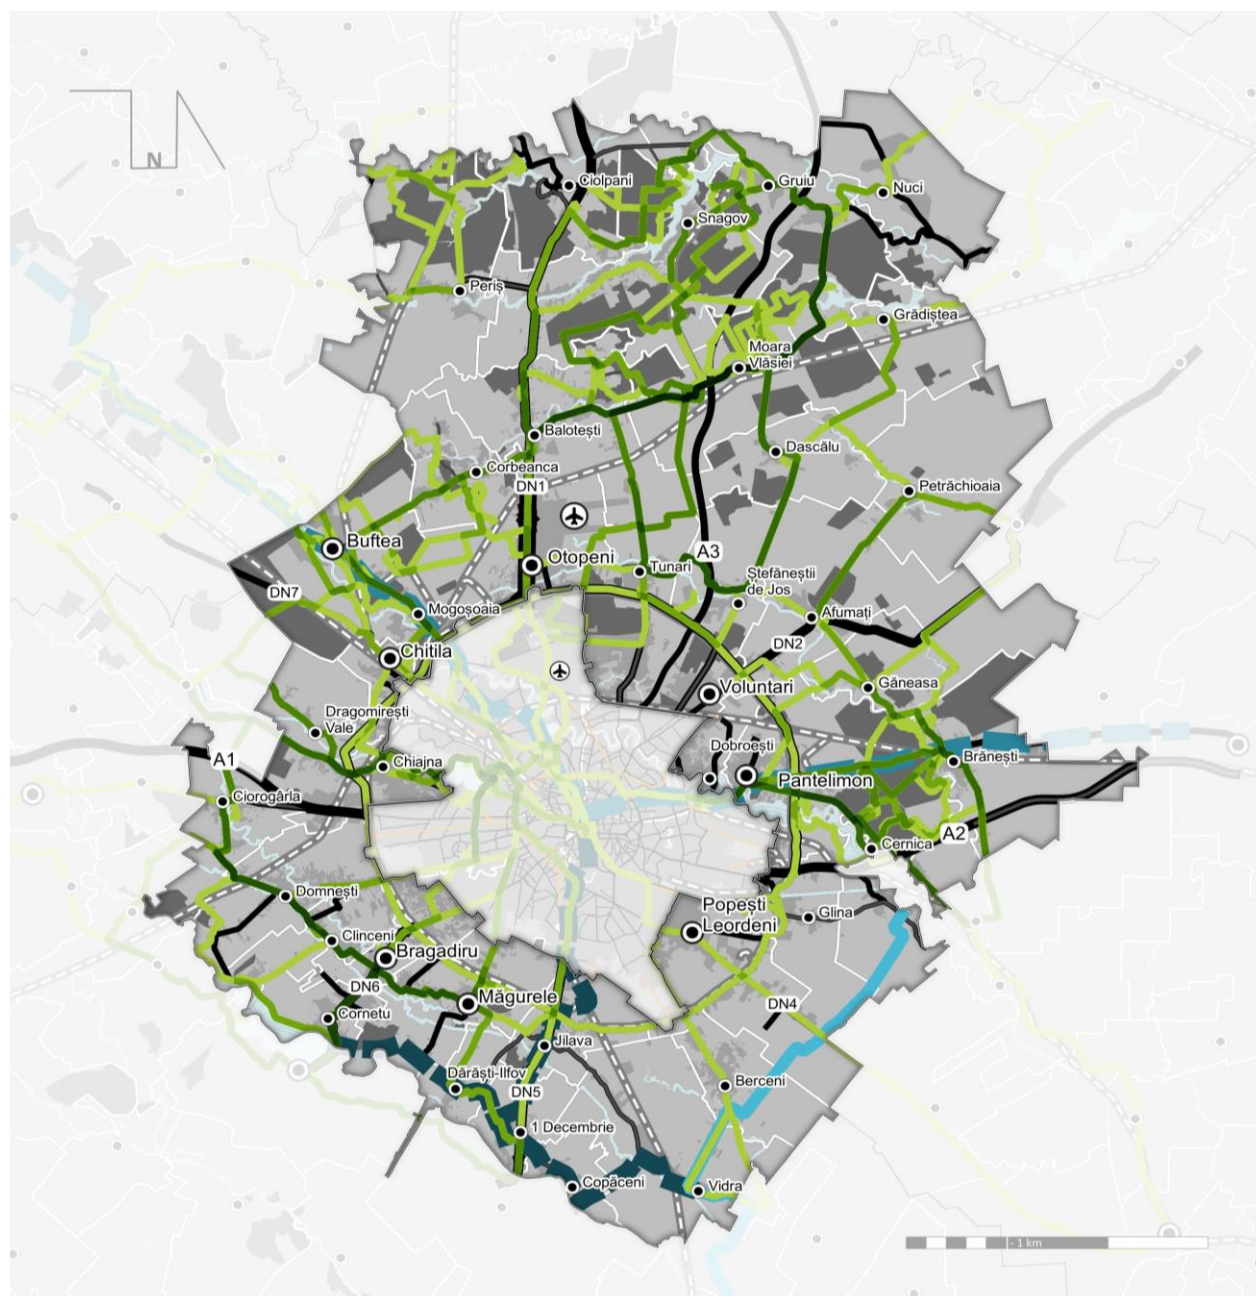 N
Ciolpani
Gruiu
Nuci
Snagov
Periș
Grădiștea
Moara
Vlăsiei
Balotești
Dascălu
Corbeanca
DN1
Petrăchioaia
Buftea
Otopeni
A3
Tunari
Ștefăneștii
de Jos
DN7
Mogoșoaia
Afumați
DN2
Chitila
Găneasa
Voluntari
Dragomirești
Vale
Dobroești
A1
Chiajna
Brănești
Pantelimon
Ciorogârla
A2
Cernica
Domnești
Popești
Leordeni
Glina
Clinceni
Bragadiru
DN6
Măgurele
DN4
Cornetu
Jilava
Dărăști-Ilfov
Berceni
DN5
1 Decembrie
Copăceni
Vidra
- 1 km